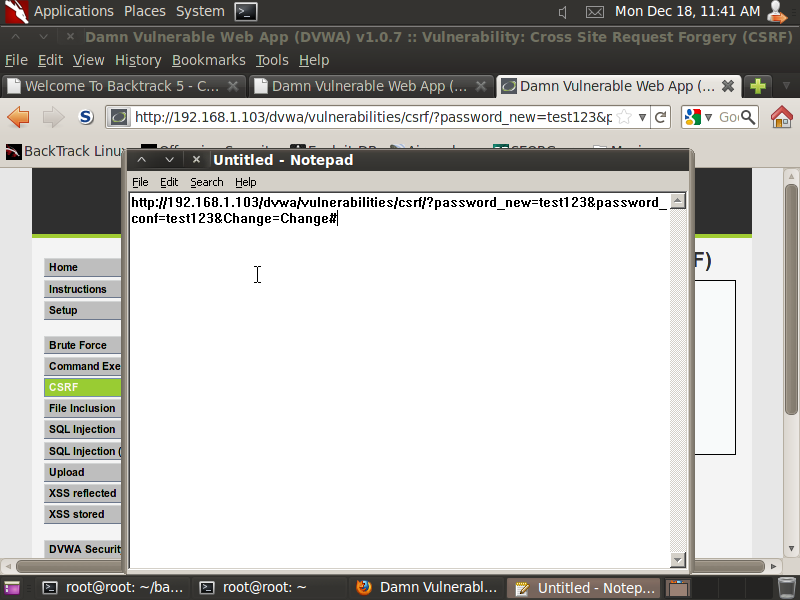 Applications Places System Mon Dec 18, 11:41 AM
Damn Vulnerable Web App (DVWA) v1.0.7 :: Vulnerability: Cross Site Request Forgery (CSRF)
File Edit View History Bookmarks Tools Help
Welcome To Backtrack 5 - C... Damn Vulnerable Web App (... Damn Vulnerable Web App (...
http://192.168.1.103/dvwa/vulnerabilities/csrf/?password_new=test123&p
BackTrack Linu
Untitled - Notepad
File Edit Search Help
http://192.168.1.103/dvwa/vulnerabilities/csrf/?password_new=test123&password_
conf=test123&Change=Change#
F)
Home
Instructions
Setup
Brute Force
Command Exe
CSRF
File Inclusion
SQL Injection
SQL Injection (
Upload
XSS reflected
XSS stored
DVWA Security
root@root: ~/ba... root@root: ~ Damn Vulnerabl... Untitled - Notep...